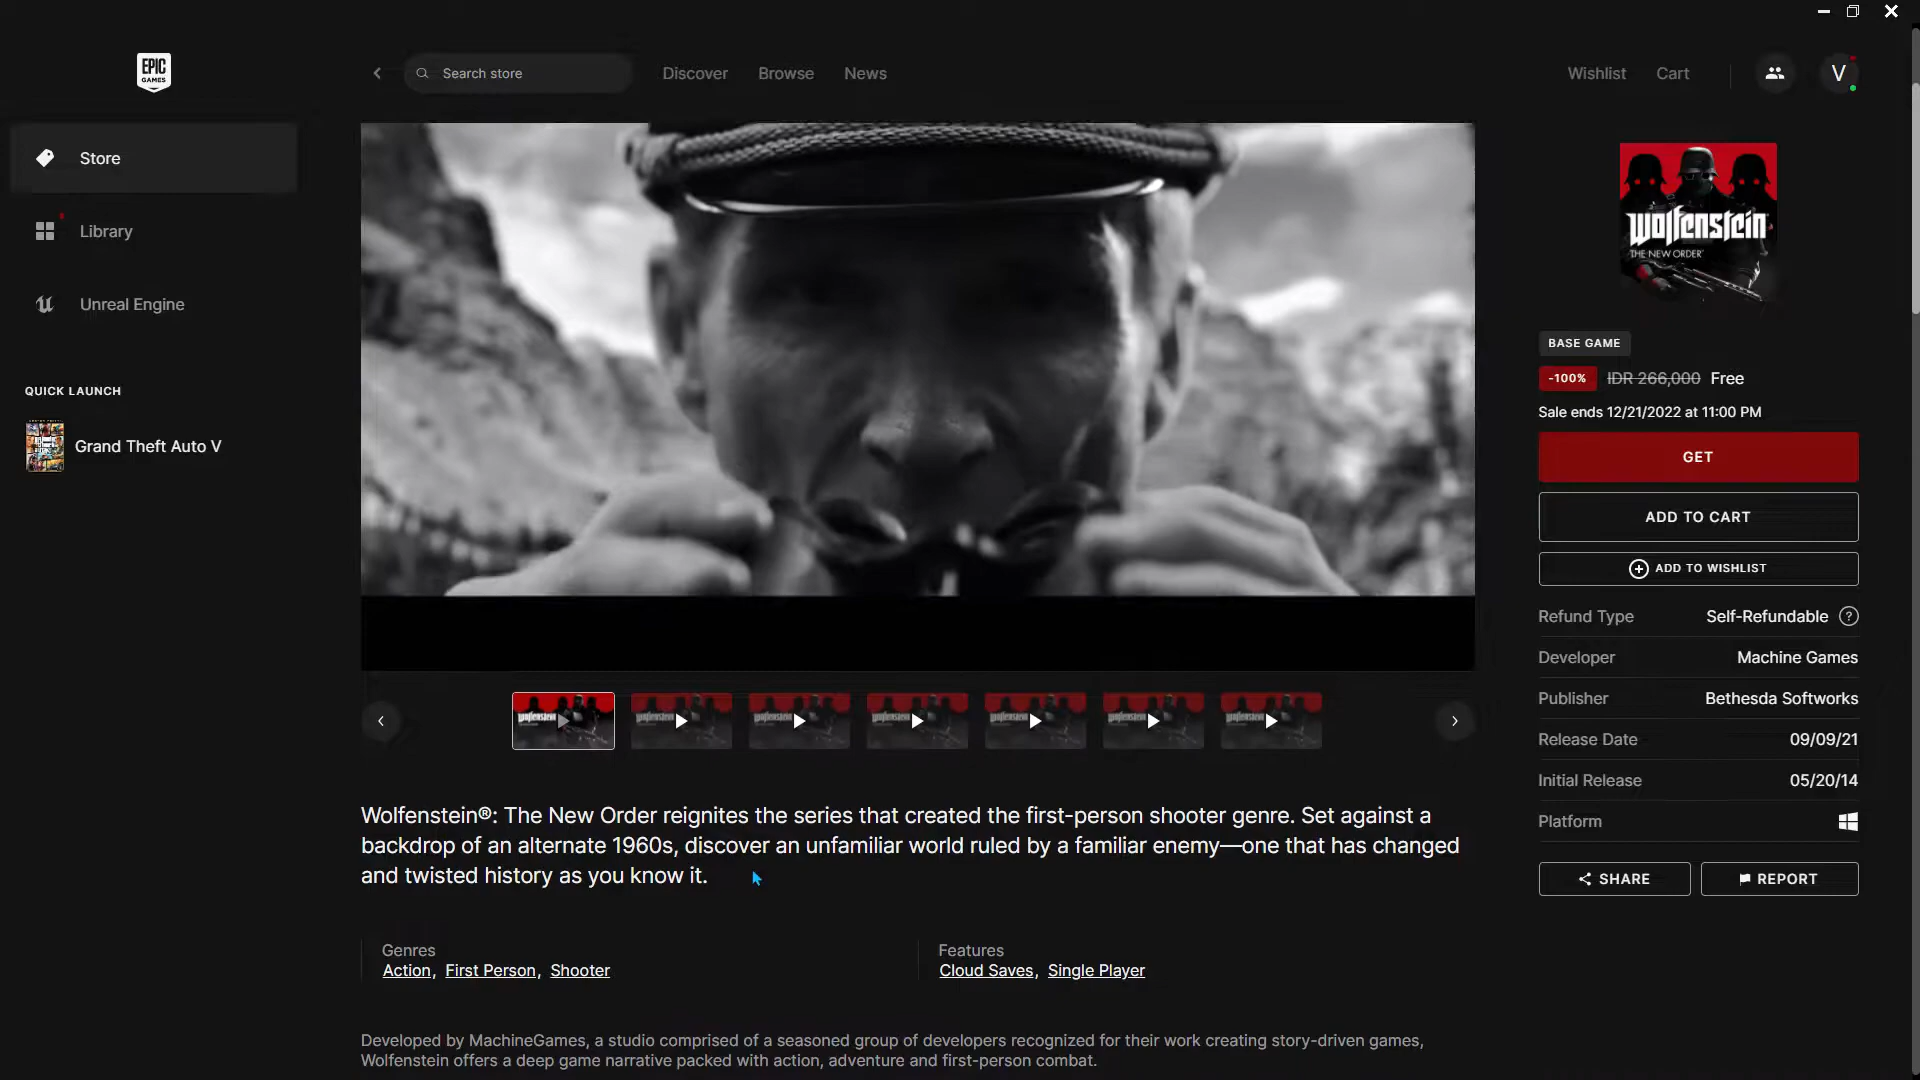 EPIC
GAMES
Search store
Discover
Browse
News
Wishlist
Cart
V
Store
Library
Unreal Engine
QUICK LAUNCH
Grand Theft Auto V
Wolfenstein
THE NEW ORDER
BASE GAME
-100% IDR 266,000 Free
Sale ends 12/21/2022 at 11:00 PM
GET
ADD TO CART
ADD TO WISHLIST
Refund Type Self-Refundable ?
Developer Machine Games
Publisher Bethesda Softworks
Release Date 09/09/21
Initial Release 05/20/14
Platform
SHARE
REPORT
Wolfenstein®: The New Order reignites the series that created the first-person shooter genre. Set against a
backdrop of an alternate 1960s, discover an unfamiliar world ruled by a familiar enemy—one that has changed
and twisted history as you know it.
Genres
Action, First Person, Shooter
Features
Cloud Saves, Single Player
Developed by MachineGames, a studio comprised of a seasoned group of developers recognized for their work creating story-driven games,
Wolfenstein offers a deep game narrative packed with action, adventure and first-person combat.